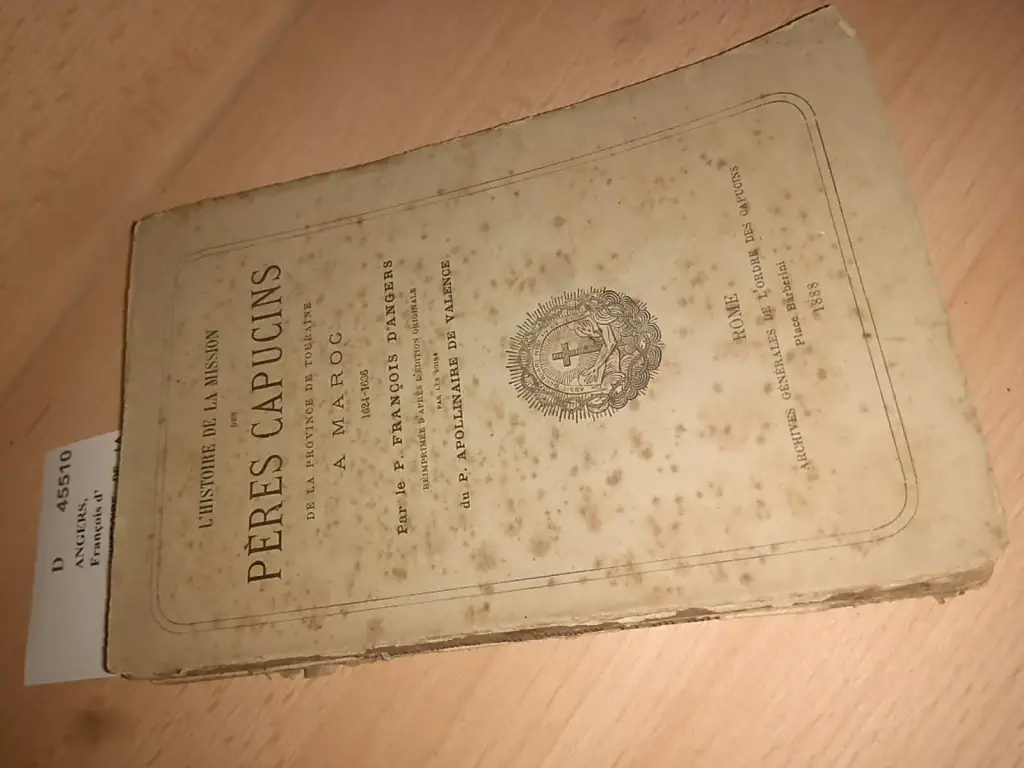 L'HISTOIRE DE LA MISSION
DES
PÈRES CAPUCINS
DE LA PROVINCE DE TOURAINE
A MAROC
1624-1636
Par le P. FRANÇOIS D'ANGERS
RÉIMPRIMÉE D'APRÈS L'ÉDITION ORIGINALE
PAR LES SOINS
du P. APOLLINAIRE DE VALENCE
ROME
ARCHIVES GÉNÉRALES DE L'ORDRE DES CAPUCINS
Place Barberini
1888
D 45510
ANGERS,
François d'